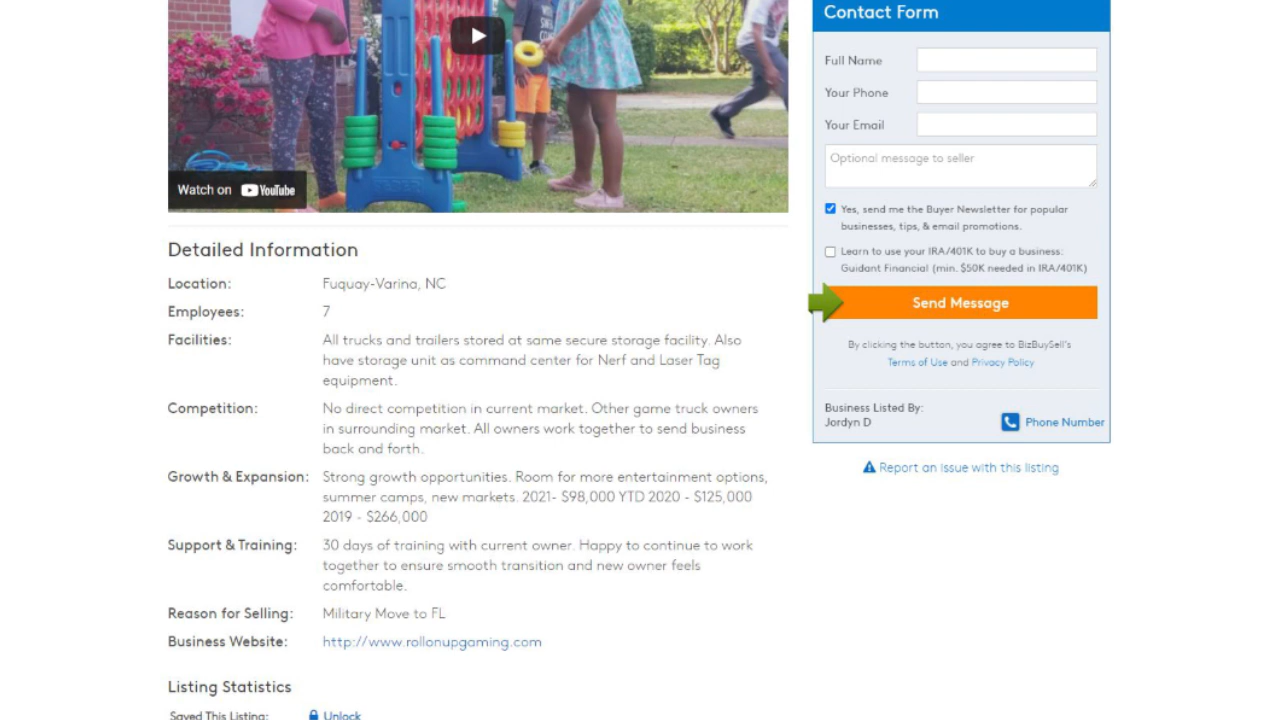 Watch on YouTube
Detailed Information
Location: Fuquay-Varina, NC
Employees: 7
Facilities: All trucks and trailers stored at same secure storage facility. Also
have storage unit as command center for Nerf and Laser Tag
equipment.
Competition: No direct competition in current market. Other game truck owners
in surrounding market. All owners work together to send business
back and forth.
Growth & Expansion: Strong growth opportunities. Room for more entertainment options,
summer camps, new markets. 2021- $98,000 YTD 2020 - $125,000
2019 - $266,000
Support & Training: 30 days of training with current owner. Happy to continue to work
together to ensure smooth transition and new owner feels
comfortable.
Reason for Selling: Military Move to FL
Business Website: http://www.rollonupgaming.com
Listing Statistics
Saved This Listing: Unlock
Contact Form
Full Name
Your Phone
Your Email
Optional message to seller
Yes, send me the Buyer Newsletter for popular
businesses, tips, & email promotions.
Learn to use your IRA/401K to buy a business:
Guidant Financial (min. $50K needed in IRA/401K)
Send Message
By clicking the button, you agree to BizBuySell's
Terms of Use and Privacy Policy
Business Listed By:
Jordyn D
Phone Number
Report an issue with this listing